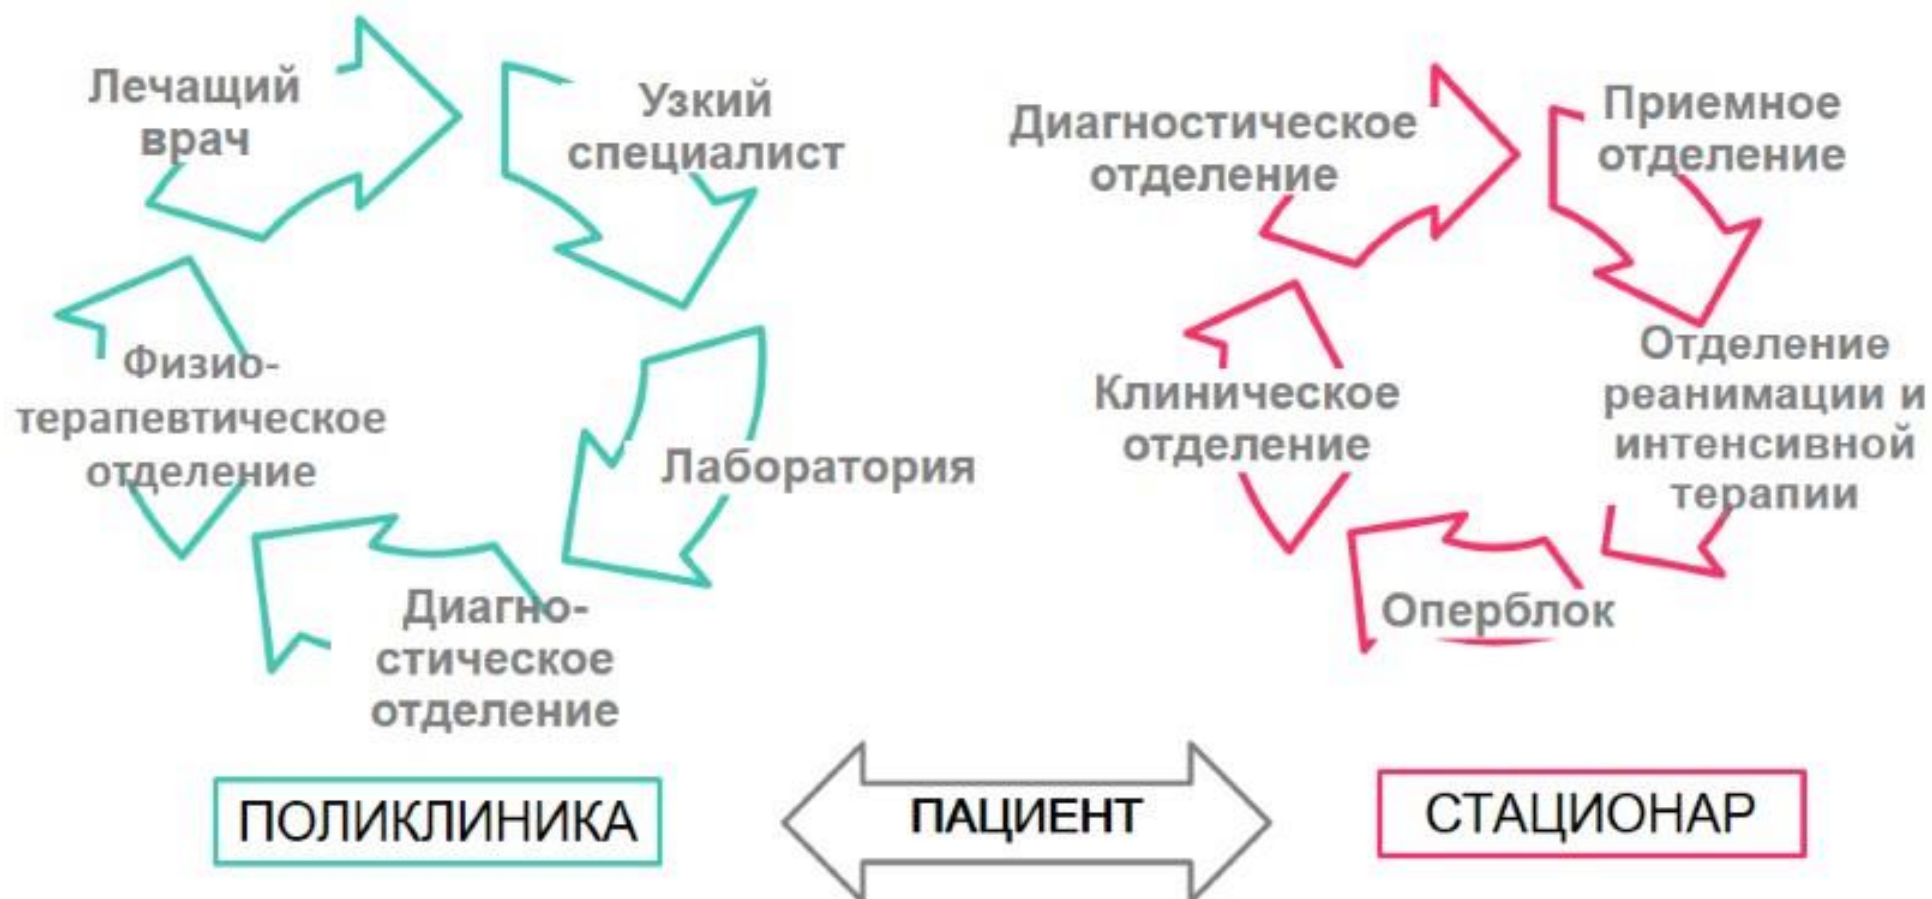 Лечащий
врач
Узкий
специалист
Лаборатория
Диагно-
стическое
отделение
Физио-
терапевтическое
отделение
ПОЛИКЛИНИКА
ПАЦИЕНТ
Диагностическое
отделение
Приемное
отделение
Отделение
реанимации и
интенсивной
терапии
Оперблок
Клиническое
отделение
СТАЦИОНАР